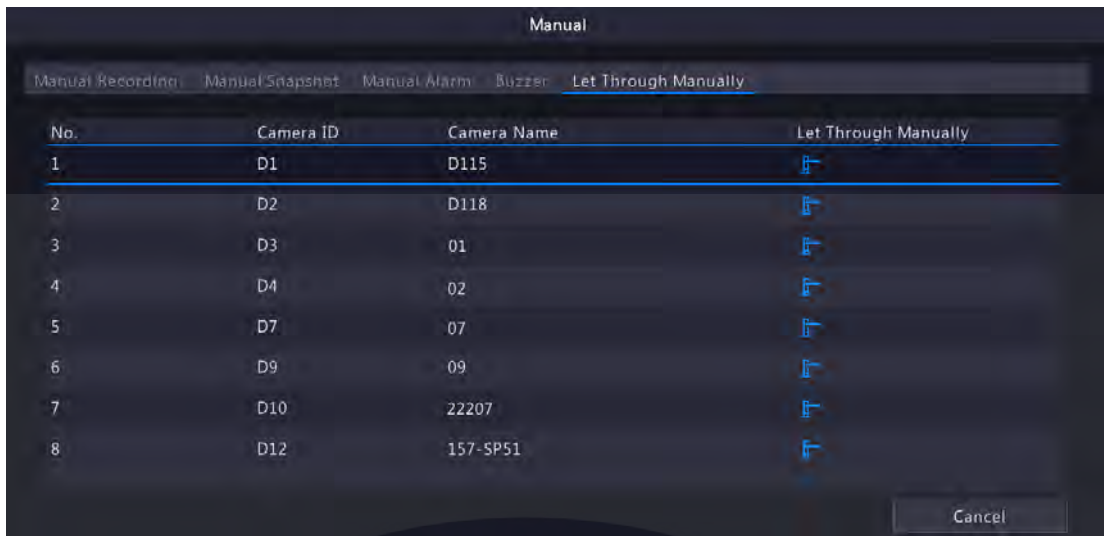 Manual
Manual Recording Manual Snapshot Manual Alarm Buzzer Let Through Manually
No. Camera ID Camera Name Let Through Manually
1 D1 D115
2 D2 D118
3 D3 01
4 D4 02
5 D7 07
6 D9 09
7 D10 22207
8 D12 157-SP51
Cancel